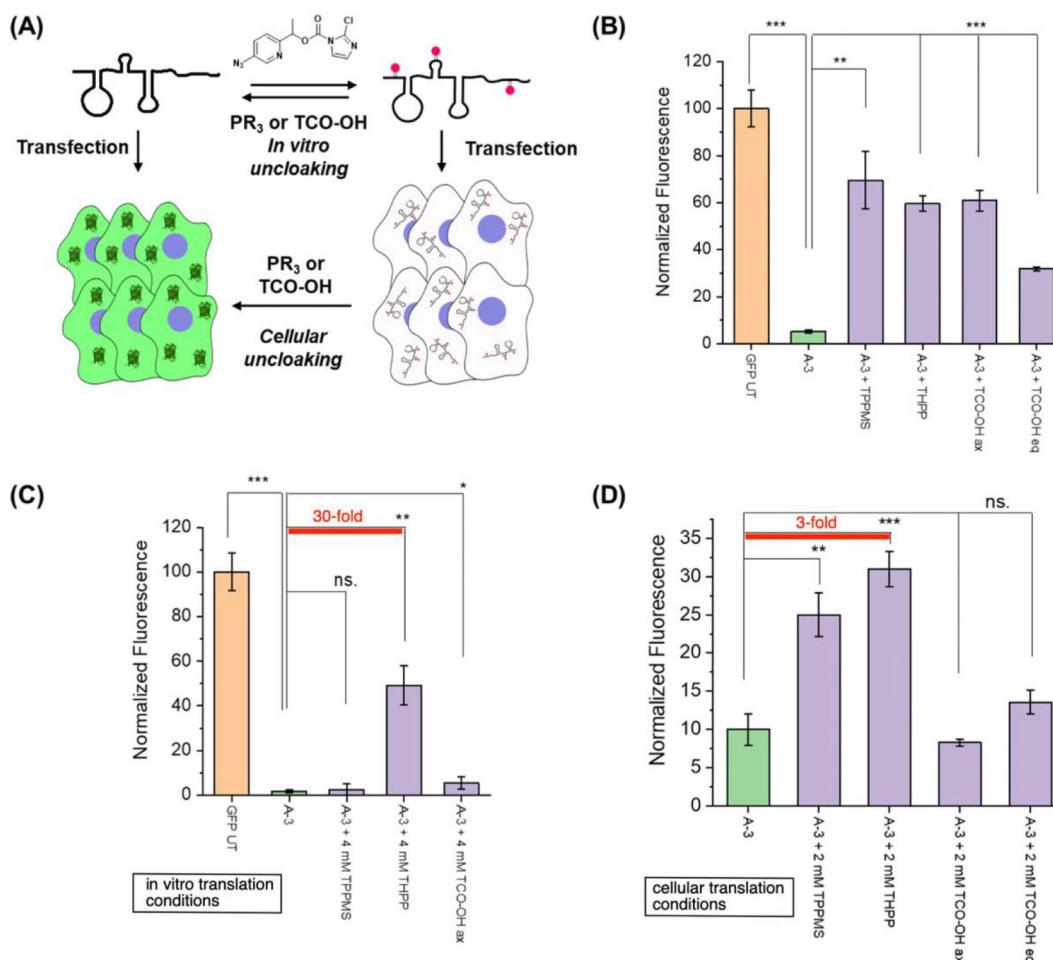 (A)
Cl
O
O
N
N
N
N3
PR3 or TCO-OH
In vitro
uncloaking
Transfection
Transfection
PR3 or
TCO-OH
Cellular
uncloaking
(B)
***
***
**
Normalized Fluorescence
120
100
80
60
40
20
0
GFP UT
A-3
A-3 + TPPMS
A-3 + THPP
A-3 + TCO-OH ax
A-3 + TCO-OH eq
(C)
***
*
30-fold
**
ns.
Normalized Fluorescence
120
100
80
60
40
20
0
GFP UT
A-3
A-3 + 4 mM TPPMS
A-3 + 4 mM THPP
A-3 + 4 mM TCO-OH ax
in vitro translation
conditions
(D)
ns.
3-fold
***
**
Normalized Fluorescence
35
30
25
20
15
10
5
0
A-3
A-3 + 2 mM TPPMS
A-3 + 2 mM THPP
A-3 + 2 mM TCO-OH ax
A-3 + 2 mM TCO-OH eq
cellular translation
conditions